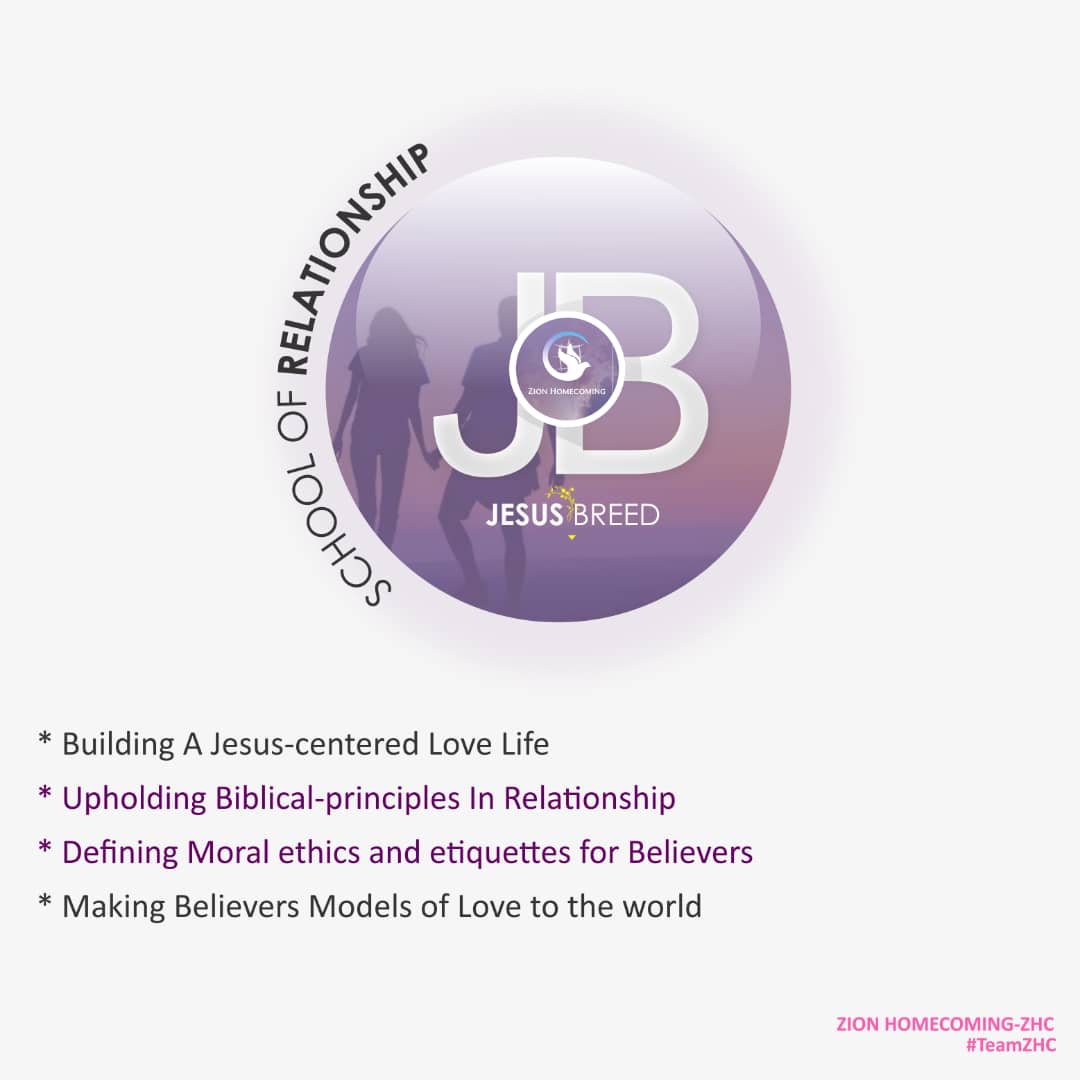 SCHOOL OF RELATIONSHIP
JB
ZION HOMECOMING
JESUS BREED
* Building A Jesus-centered Love Life
* Upholding Biblical-principles In Relationship
* Defining Moral ethics and etiquettes for Believers
* Making Believers Models of Love to the world
ZION HOMECOMING-ZHC
#TeamZHC